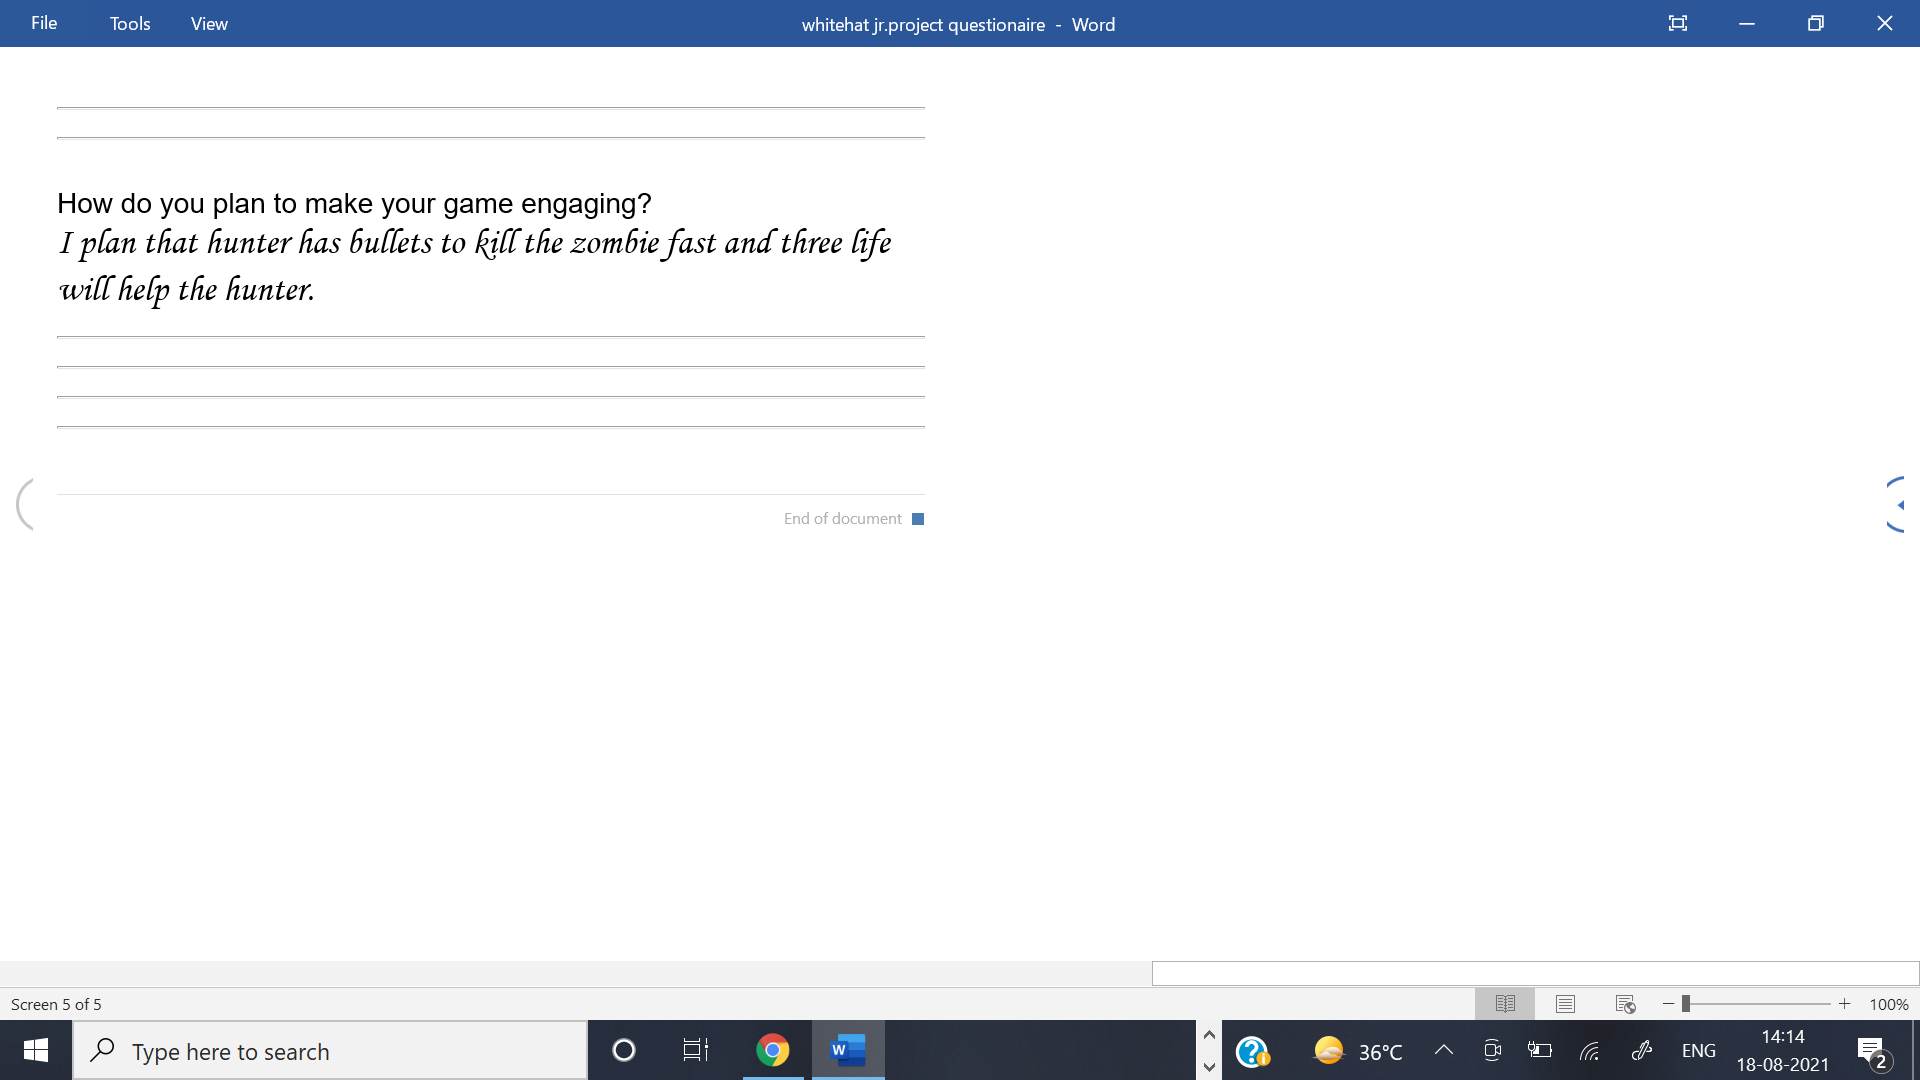 File Tools View whitehat jr.project questionaire - Word
How do you plan to make your game engaging?
I plan that hunter has bullets to kill the zombie fast and three life
will help the hunter.
End of document
Screen 5 of 5 100%
Type here to search 36°C ENG 14:14
18-08-2021 2